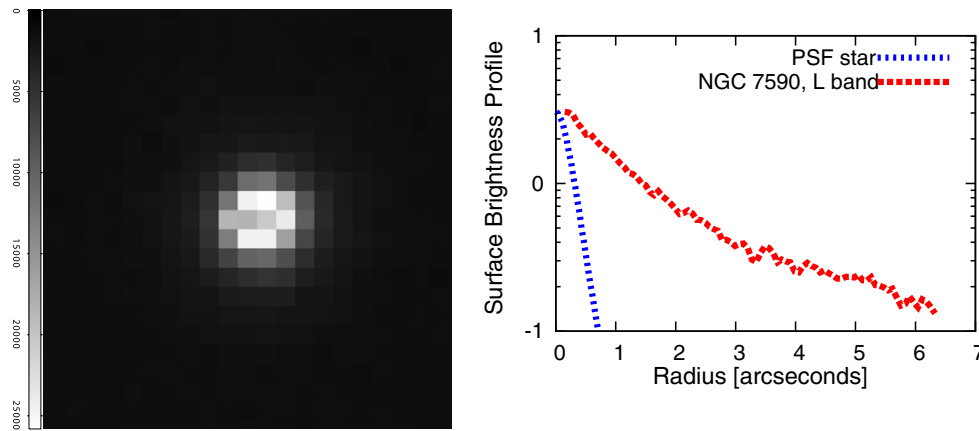 0
5000
10000
15000
20000
25000
1
0
-1
Surface Brightness Profile
PSF star
NGC 7590, L band
0 1 2 3 4 5 6 7
Radius [arcseconds]